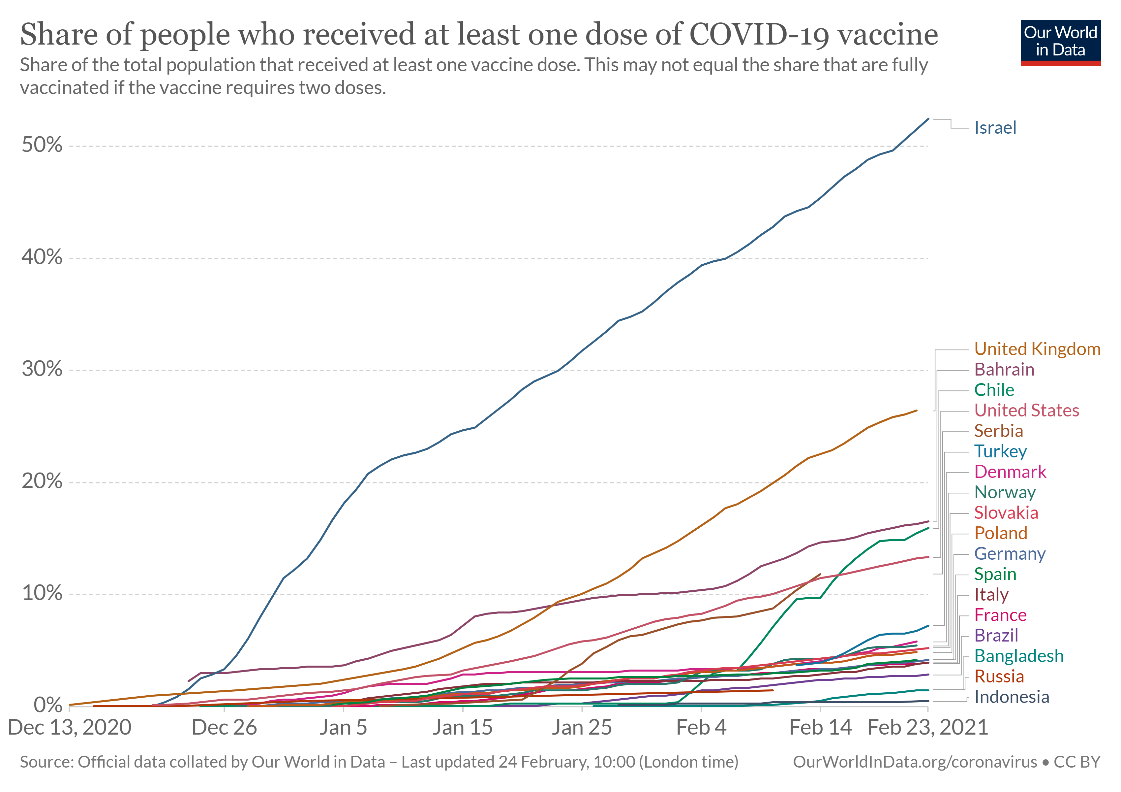 Share of people who received at least one dose of COVID-19 vaccine
Our World
in Data
Share of the total population that received at least one vaccine dose. This may not equal the share that are fully
vaccinated if the vaccine requires two doses.
50%
40%
30%
20%
10%
0%
Israel
United Kingdom
Bahrain
Chile
United States
Serbia
Turkey
Denmark
Norway
Slovakia
Poland
Germany
Spain
Italy
France
Brazil
Bangladesh
Russia
Indonesia
Dec 13, 2020 Dec 26 Jan 5 Jan 15 Jan 25 Feb 4 Feb 14 Feb 23, 2021
Source: Official data collated by Our World in Data – Last updated 24 February, 10:00 (London time)
OurWorldInData.org/coronavirus • CC BY